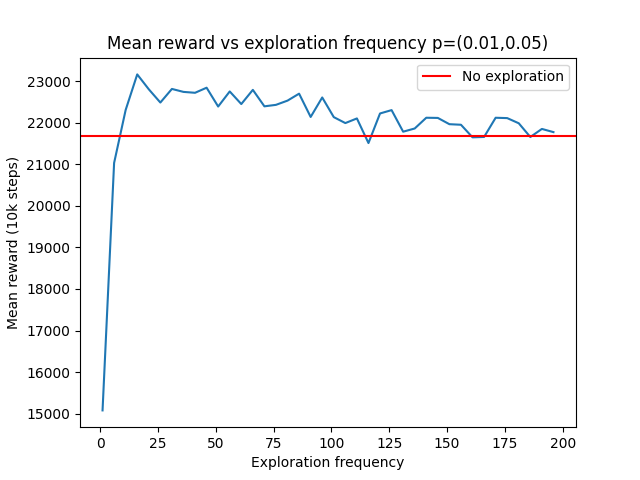 Mean reward vs exploration frequency p=(0.01,0.05)
No exploration
23000
22000
21000
20000
19000
18000
17000
16000
15000
Mean reward (10k steps)
0 25 50 75 100 125 150 175 200
Exploration frequency